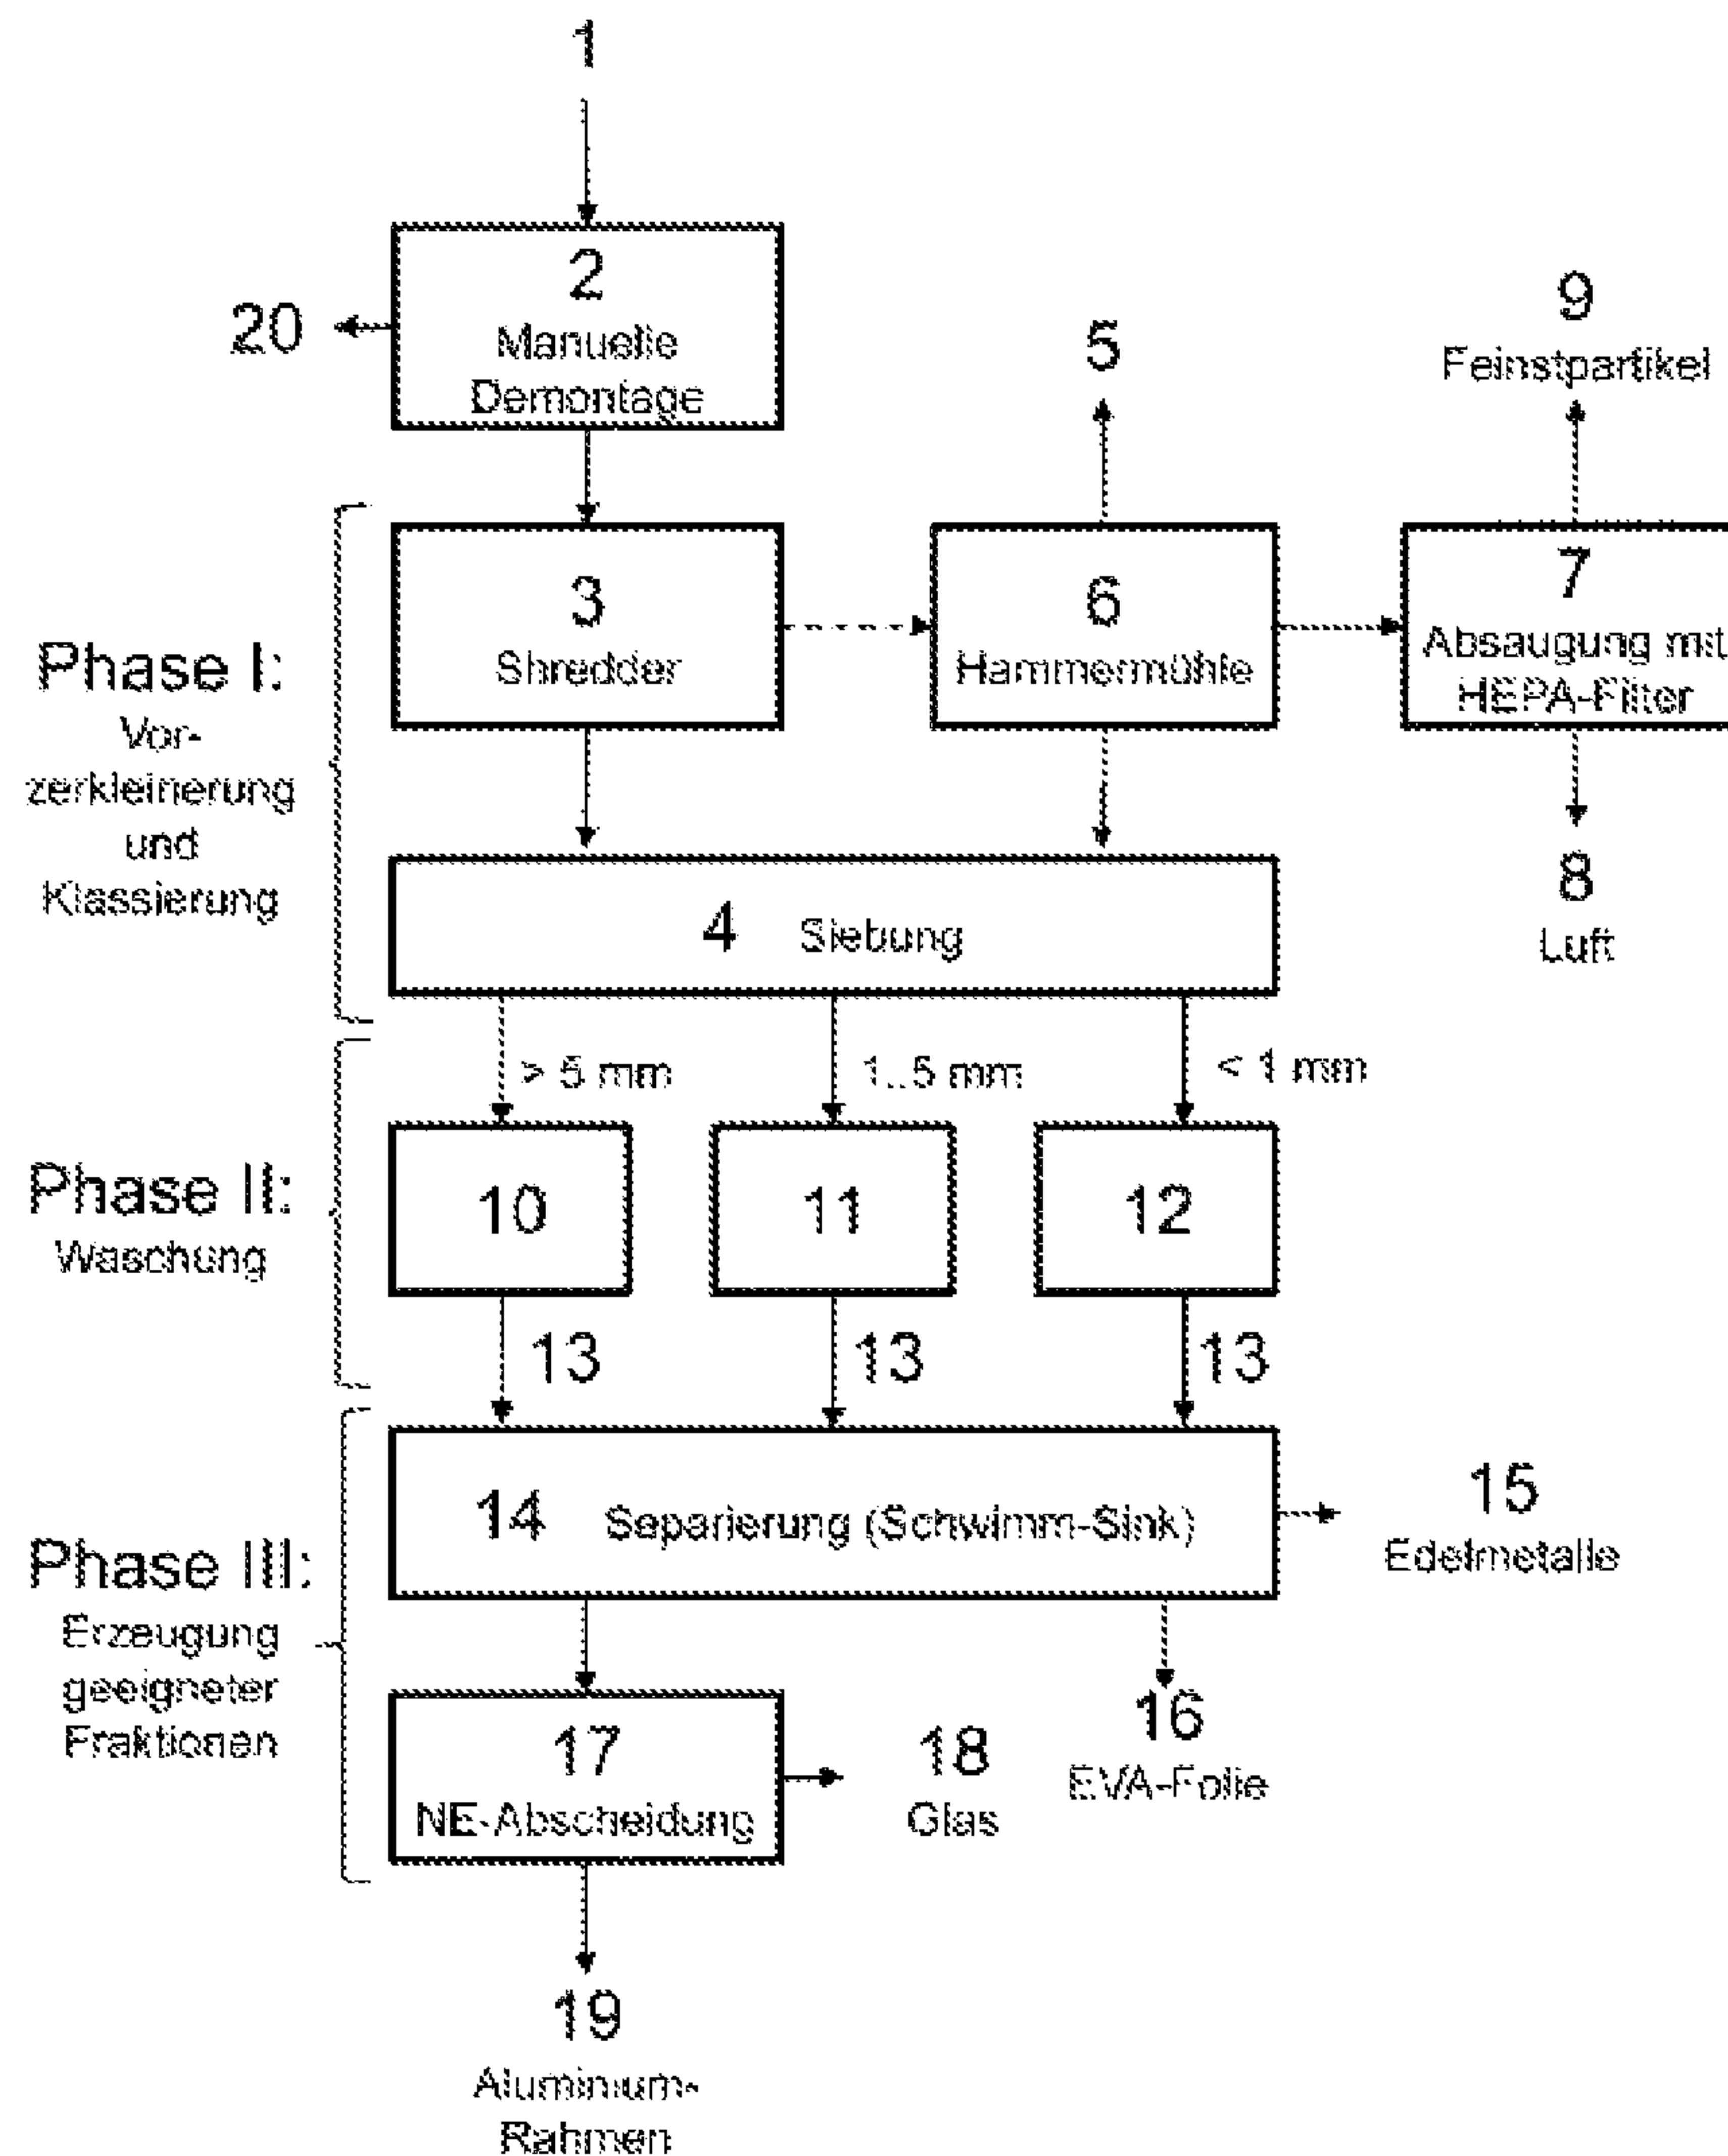 1
2
Manuelle
Demontage
20
5
9
Feinstpartikel
Phase I:
Vor-
zerkleinerung
und
Klassierung
3
Shredder
6
Hammermühle
7
Absaugung mit
HEPA-Filter
4 Siebung
8
Luft
> 5 mm
1..5 mm
< 1 mm
Phase II:
Waschung
10
11
12
13
13
13
Phase III:
Erzeugung
geeigneter
Fraktionen
14 Separierung (Schwimm-Sink)
15
Edelmetalle
16
EVA-Folie
17
NE-Abscheidung
18
Glas
19
Aluminium-
Rahmen